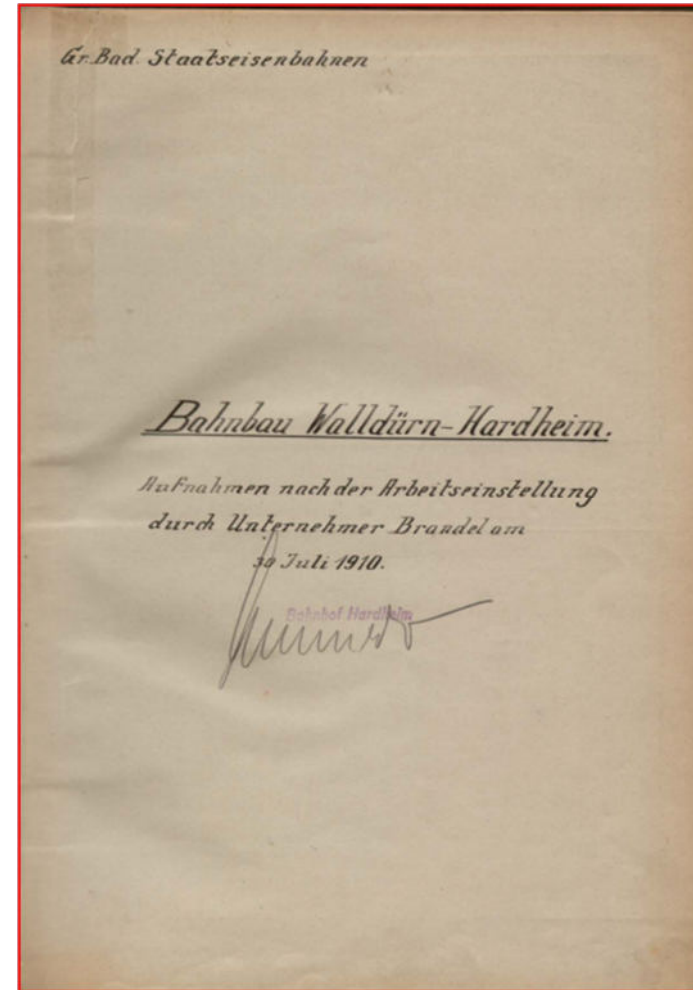 Gr. Bad. Staatseisenbahnen
Bahnbau Walldürn-Hardheim.
Aufnahmen nach der Arbeitseinstellung
durch Unternehmer Brandel am
30 Juli 1910.
Bahnhof Hardheim